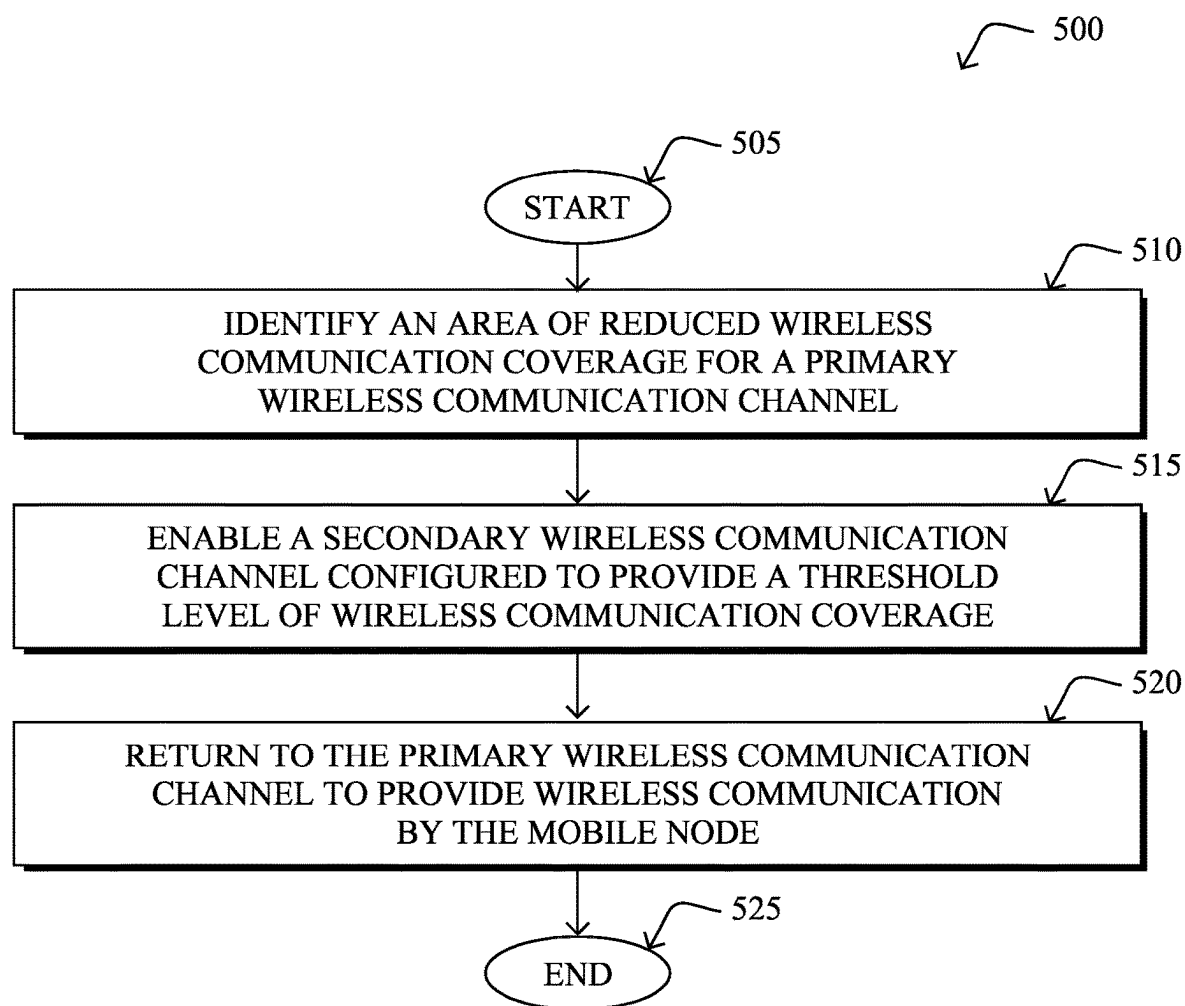 500
505
START
510
IDENTIFY AN AREA OF REDUCED WIRELESS
COMMUNICATION COVERAGE FOR A PRIMARY
WIRELESS COMMUNICATION CHANNEL
515
ENABLE A SECONDARY WIRELESS COMMUNICATION
CHANNEL CONFIGURED TO PROVIDE A THRESHOLD
LEVEL OF WIRELESS COMMUNICATION COVERAGE
520
RETURN TO THE PRIMARY WIRELESS COMMUNICATION
CHANNEL TO PROVIDE WIRELESS COMMUNICATION
BY THE MOBILE NODE
525
END